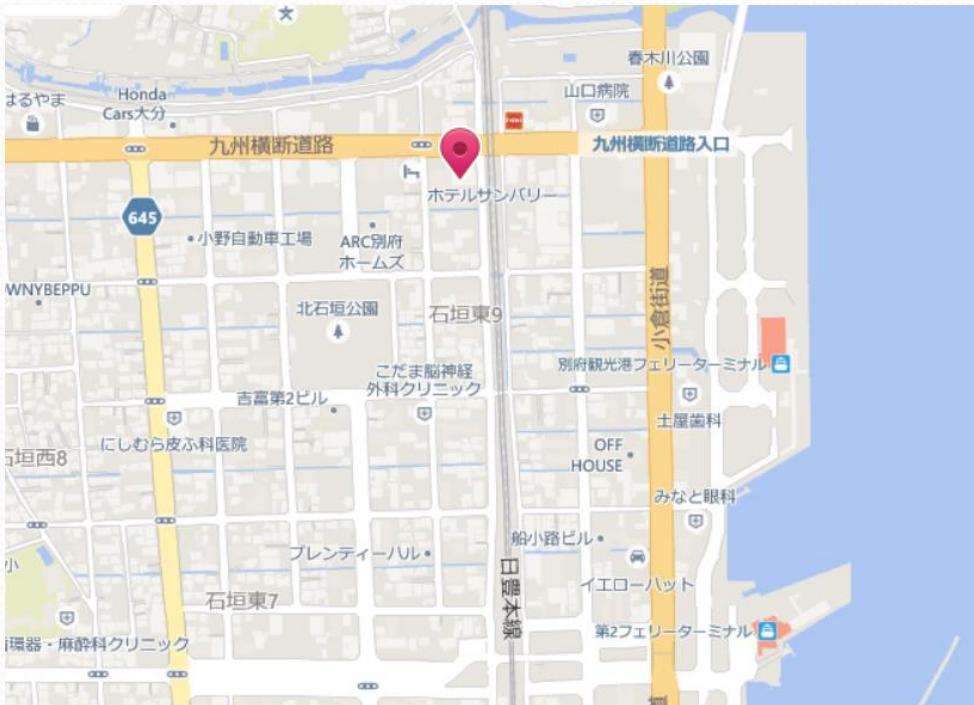 春木川公園
はるやま
Honda
Cars大分
山口病院
九州横断道路
九州横断道路入口
ホテルサンバリー
645
小野自動車工場
ARC別府
ホームズ
WNYBEPPU
北石垣公園
石垣東9
小倉街道
こだま脳神経
外科クリニック
別府観光港フェリーターミナル
吉富第2ビル
土屋歯科
にしむら皮ふ科医院
石垣西8
OFF
HOUSE
みなと眼科
船小路ビル
プレンティーハル
小
日豊本線
イエローハット
石垣東7
第2フェリーターミナル
環器・麻酔科クリニック
道